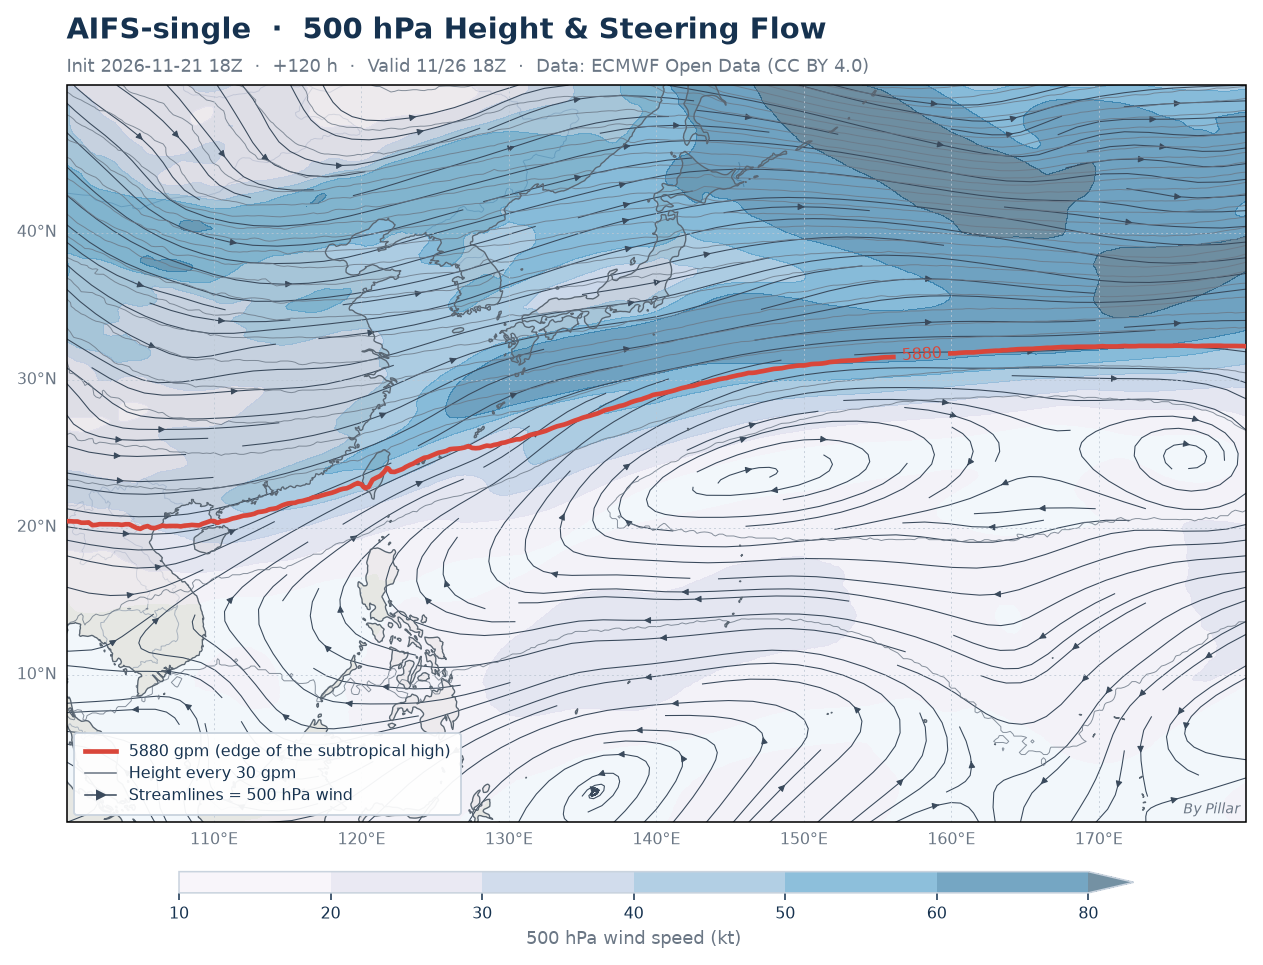 AIFS-single · 500 hPa Height & Steering Flow
Init 2026-11-21 18Z · +120 h · Valid 11/26 18Z · Data: ECMWF Open Data (CC BY 4.0)
40°N
30°N
20°N
10°N
5880
5880 gpm (edge of the subtropical high)
Height every 30 gpm
Streamlines = 500 hPa wind
By Pillar
110°E 120°E 130°E 140°E 150°E 160°E 170°E
10 20 30 40 50 60 80
500 hPa wind speed (kt)